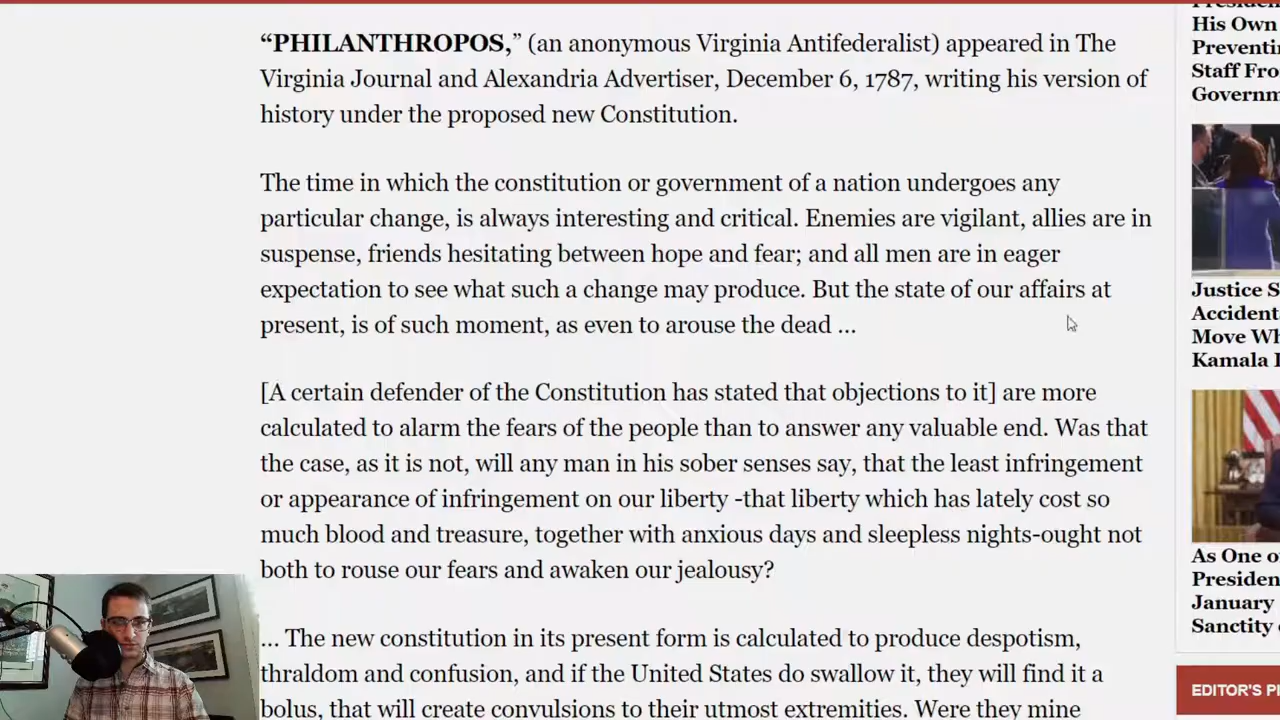 “PHILANTHROPOS,” (an anonymous Virginia Antifederalist) appeared in The
Virginia Journal and Alexandria Advertiser, December 6, 1787, writing his version of
history under the proposed new Constitution.
The time in which the constitution or government of a nation undergoes any
particular change, is always interesting and critical. Enemies are vigilant, allies are in
suspense, friends hesitating between hope and fear; and all men are in eager
expectation to see what such a change may produce. But the state of our affairs at
present, is of such moment, as even to arouse the dead ...
[A certain defender of the Constitution has stated that objections to it] are more
calculated to alarm the fears of the people than to answer any valuable end. Was that
the case, as it is not, will any man in his sober senses say, that the least infringement
or appearance of infringement on our liberty -that liberty which has lately cost so
much blood and treasure, together with anxious days and sleepless nights-ought not
both to rouse our fears and awaken our jealousy?
... The new constitution in its present form is calculated to produce despotism,
thraldom and confusion, and if the United States do swallow it, they will find it a
bolus, that will create convulsions to their utmost extremities. Were they mine
His Own
Preventi
Staff Fro
Governm
Justice S
Accident
Move Wh
Kamala
As One o
Presiden
January
Sanctity
EDITOR'S P